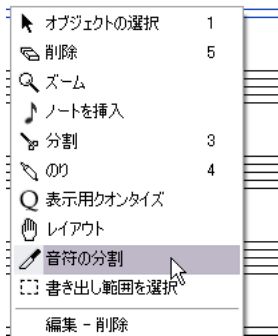 オブジェクトの選択 1
削除 5
ズーム
ノートを挿入
分割 3
のり 4
表示用クオンタイズ
レイアウト
音符の分割
書き出し範囲を選択
編集 - 削除